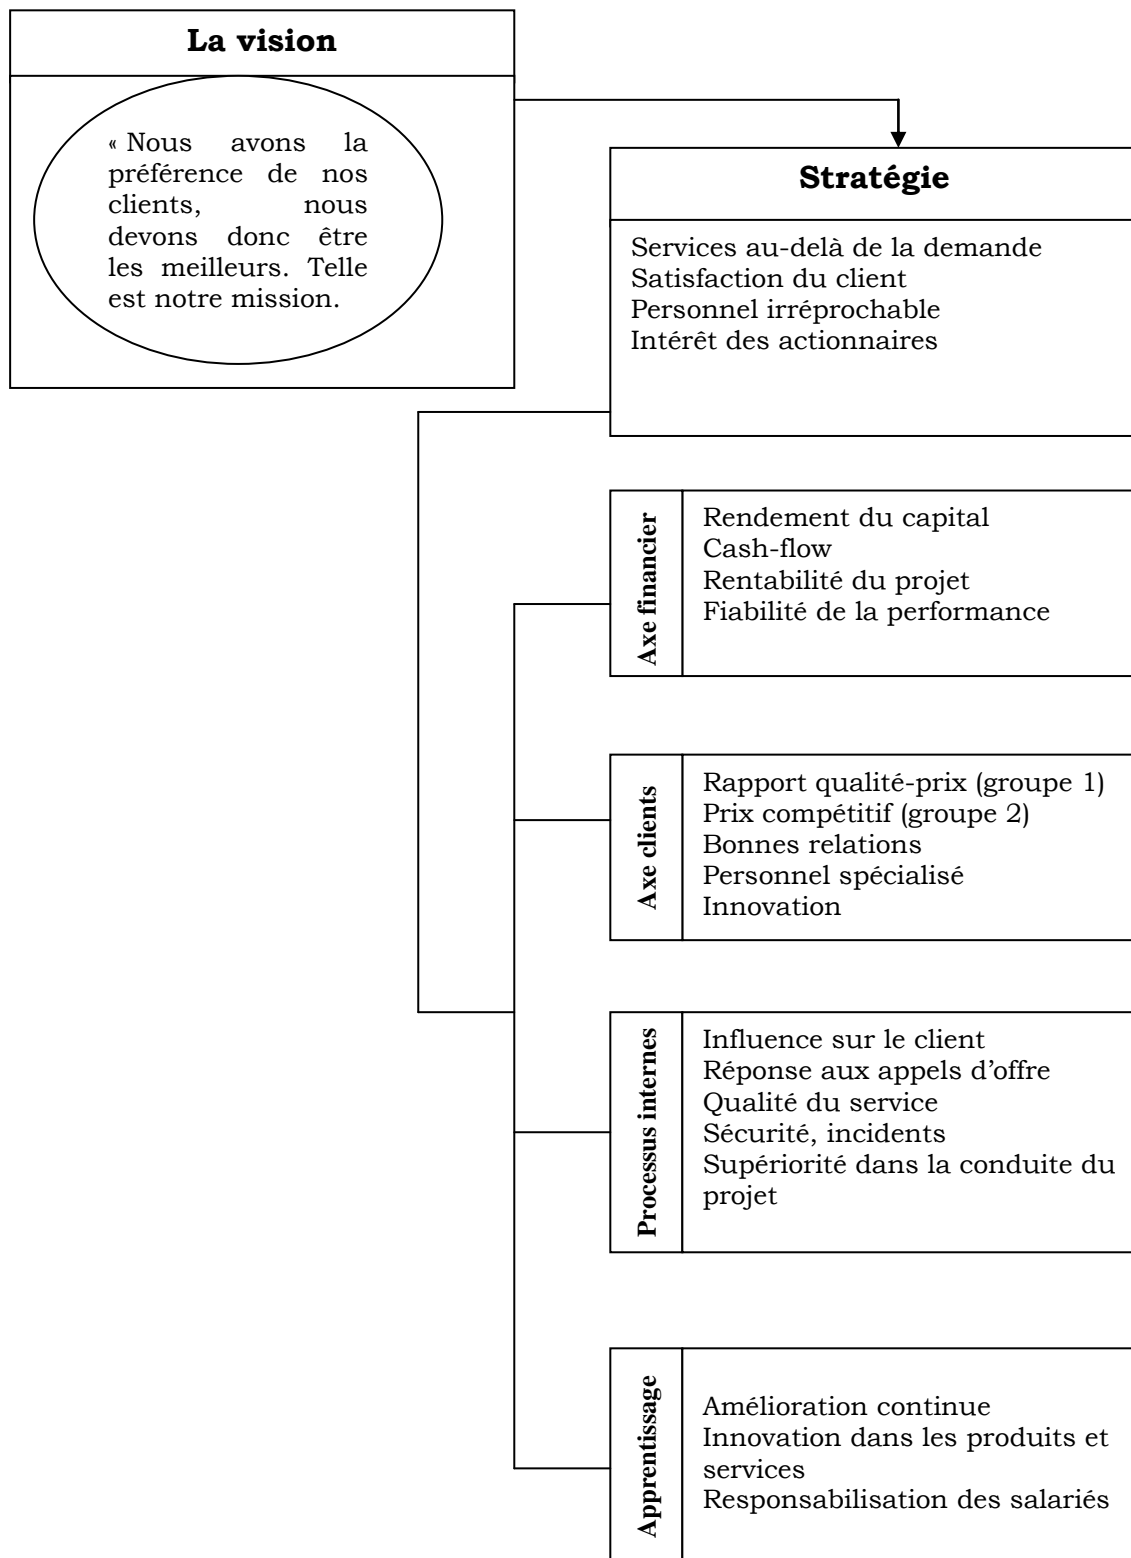 La vision
« Nous avons la
préférence de nos
clients, nous
devons donc être
les meilleurs. Telle
est notre mission.
Stratégie
Services au-delà de la demande
Satisfaction du client
Personnel irréprochable
Intérêt des actionnaires
Axe financier
Rendement du capital
Cash-flow
Rentabilité du projet
Fiabilité de la performance
Axe clients
Rapport qualité-prix (groupe 1)
Prix compétitif (groupe 2)
Bonnes relations
Personnel spécialisé
Innovation
Processus internes
Influence sur le client
Réponse aux appels d’offre
Qualité du service
Sécurité, incidents
Supériorité dans la conduite du
projet
Apprentissage
Amélioration continue
Innovation dans les produits et
services
Responsabilisation des salariés